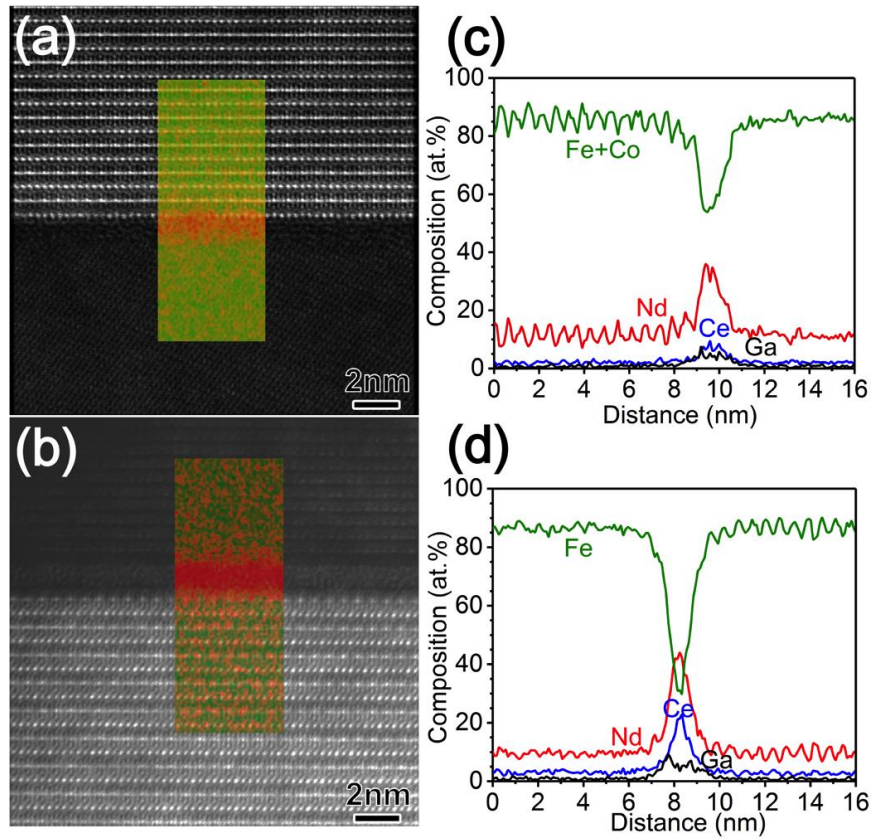 (a)
2nm
(b)
2nm
(c)
100
80
60
40
20
0
Composition (at.%)
Fe+Co
Nd
Ce
Ga
0 2 4 6 8 10 12 14 16
Distance (nm)
(d)
100
80
60
40
20
0
Composition (at.%)
Fe
Ce
Nd
Ga
0 2 4 6 8 10 12 14 16
Distance (nm)